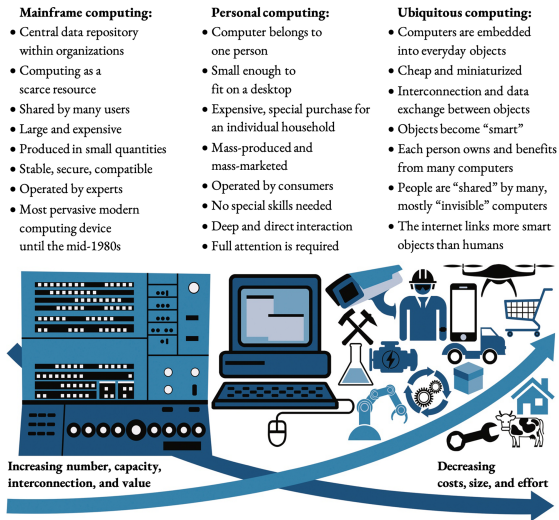 Mainframe computing:
• Central data repository
within organizations
• Computing as a
scarce resource
• Shared by many users
• Large and expensive
• Produced in small quantities
• Stable, secure, compatible
• Operated by experts
• Most pervasive modern
computing device
until the mid-1980s
Personal computing:
• Computer belongs to
one person
• Small enough to
fit on a desktop
• Expensive, special purchase for
an individual household
• Mass-produced and
mass-marketed
• Operated by consumers
• No special skills needed
• Deep and direct interaction
• Full attention is required
Ubiquitous computing:
• Computers are embedded
into everyday objects
• Cheap and miniaturized
• Interconnection and data
exchange between objects
• Objects become “smart”
• Each person owns and benefits
from many computers
• People are “shared” by many,
mostly “invisible” computers
• The internet links more smart
objects than humans
Increasing number, capacity,
interconnection, and value
Decreasing
costs, size, and effort